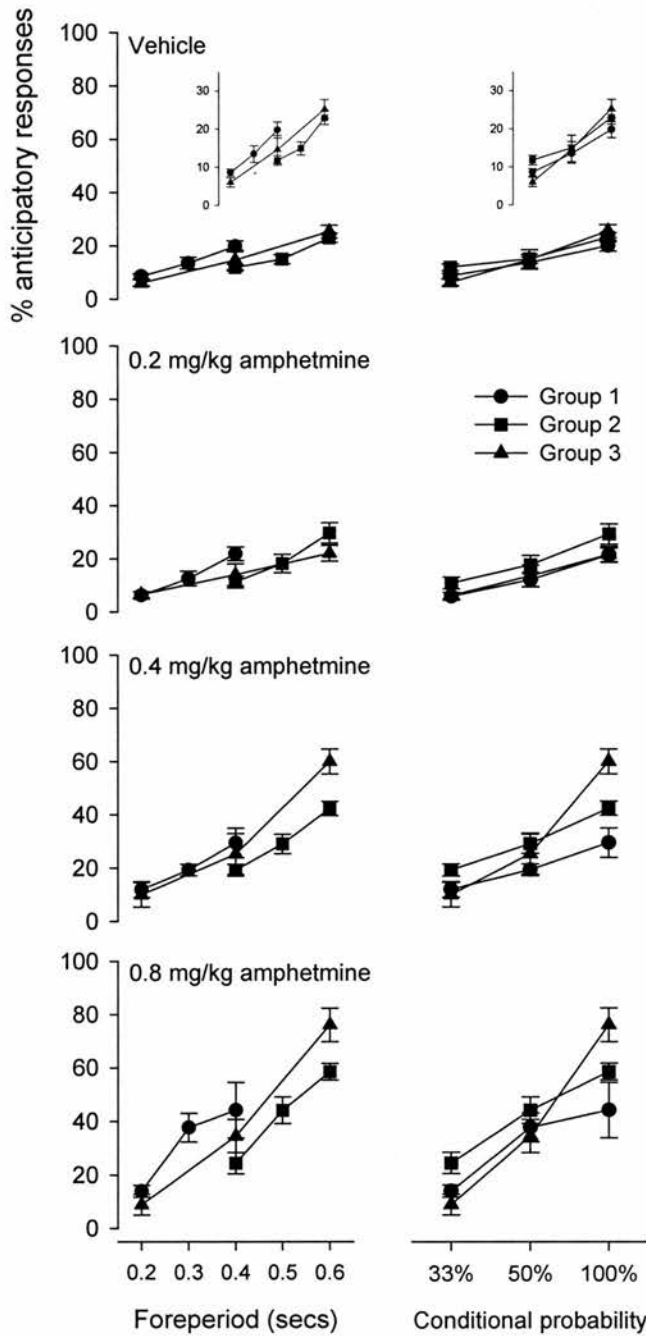 % anticipatory responses
100
80
60
40
20
0
Vehicle
30
20
10
0
30
20
10
0
100
80
60
40
20
0
0.2 mg/kg amphetmine
Group 1
Group 2
Group 3
100
80
60
40
20
0
0.4 mg/kg amphetmine
100
80
60
40
20
0
0.8 mg/kg amphetmine
0.2 0.3 0.4 0.5 0.6
33% 50% 100%
Foreperiod (secs)
Conditional probability